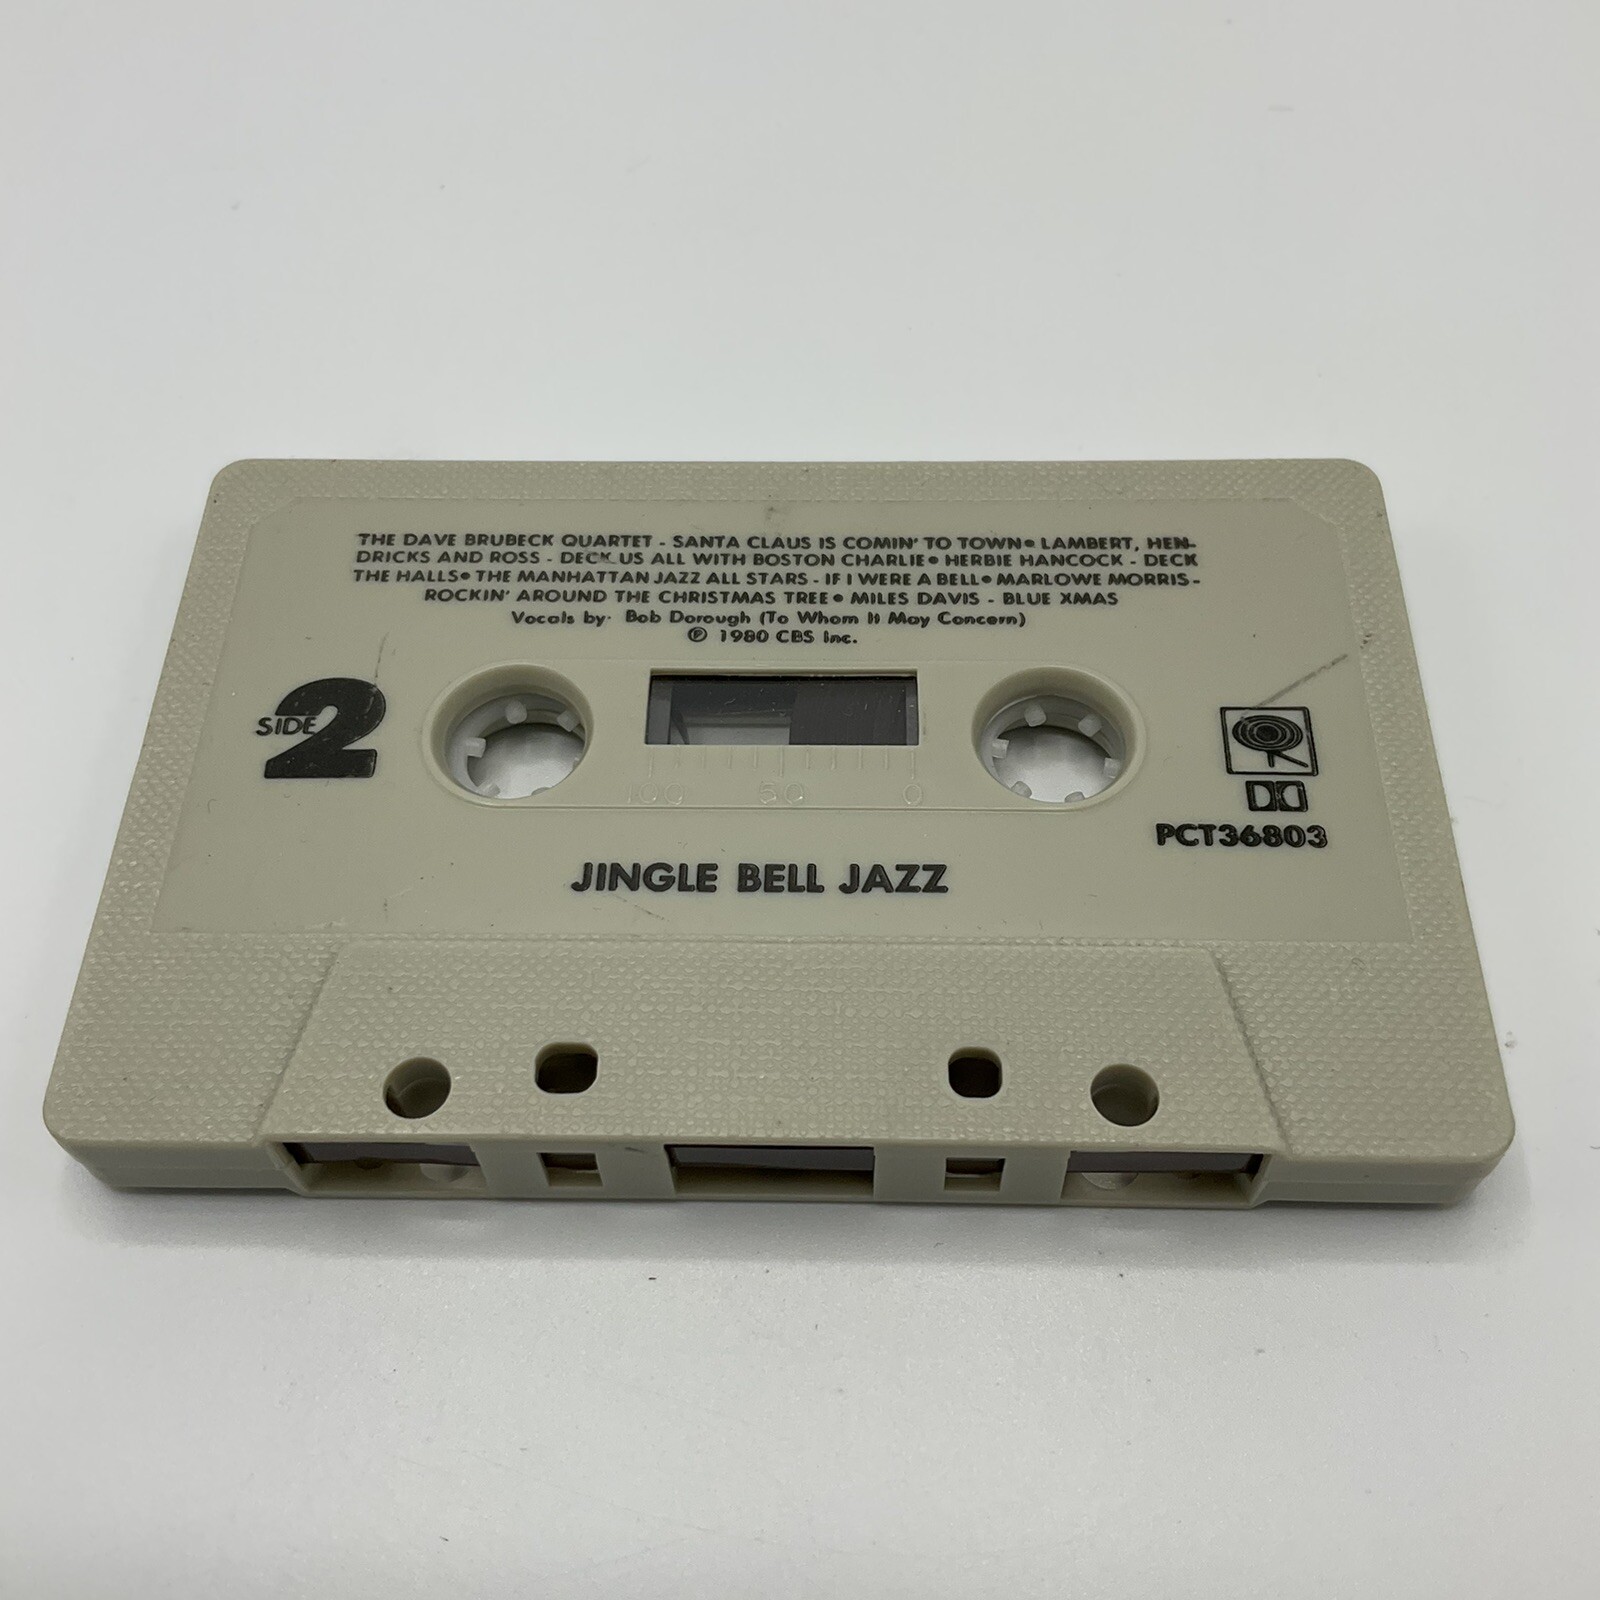 THE DAVE BRUBECK QUARTET - SANTA CLAUS IS COMIN' TO TOWN• LAMBERT, HEN-
DRICKS AND ROSS - DECK US ALL WITH BOSTON CHARLIE• HERBIE HANCOCK - DECK
THE HALLS• THE MANHATTAN JAZZ ALL STARS - IF I WERE A BELL• MARLOWE MORRIS -
ROCKIN' AROUND THE CHRISTMAS TREE• MILES DAVIS - BLUE XMAS
Vocals by: Bob Dorough (To Whom It May Concern)
℗ 1980 CBS Inc.
SIDE 2
100 50 0
PCT36803
JINGLE BELL JAZZ